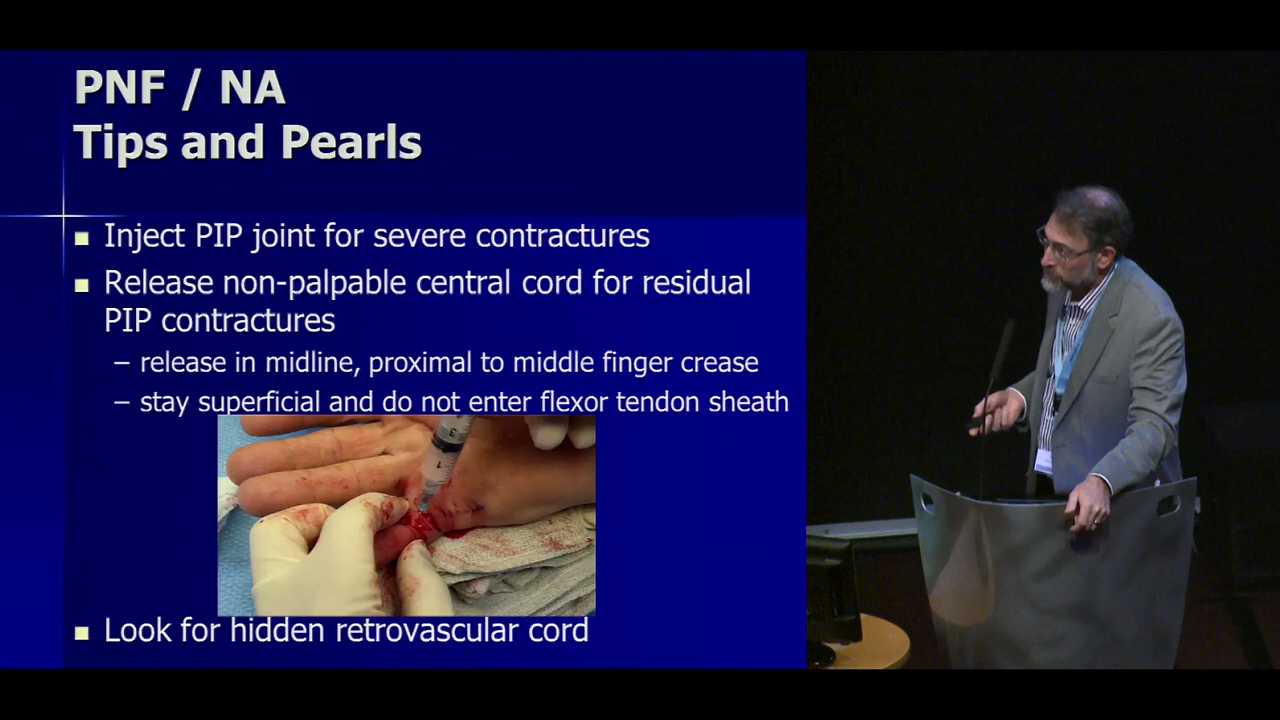 PNF / NA
Tips and Pearls
Inject PIP joint for severe contractures
Release non-palpable central cord for residual
PIP contractures
– release in midline, proximal to middle finger crease
– stay superficial and do not enter flexor tendon sheath
Look for hidden retrovascular cord